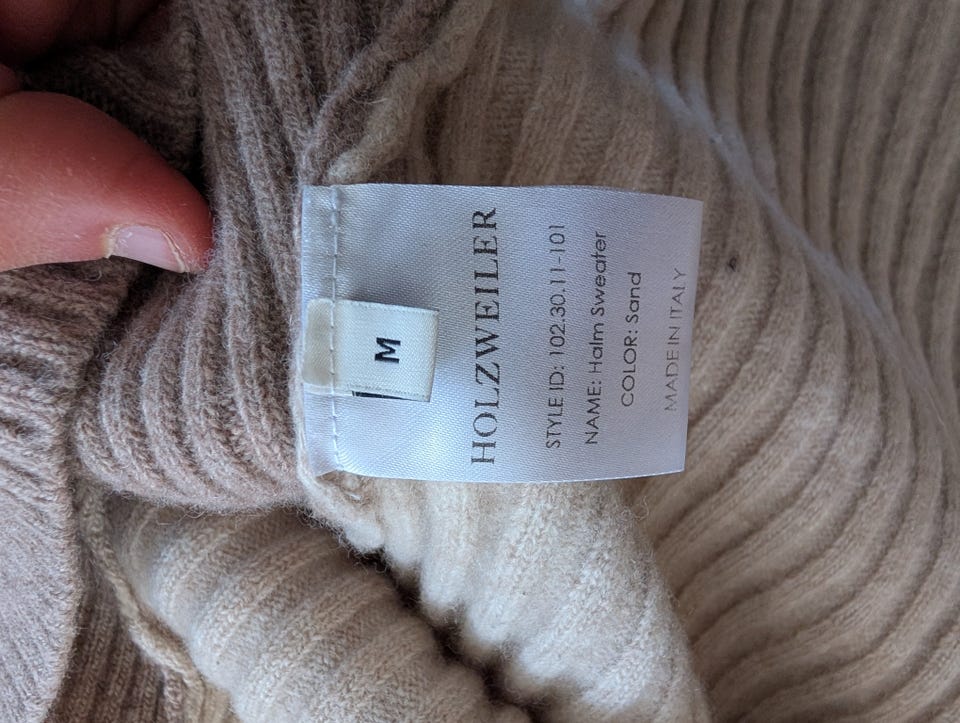 M
HOLZWEILER
STYLE ID: 102.30.11-101
NAME: Halm Sweater
COLOR: Sand
MADE IN ITALY